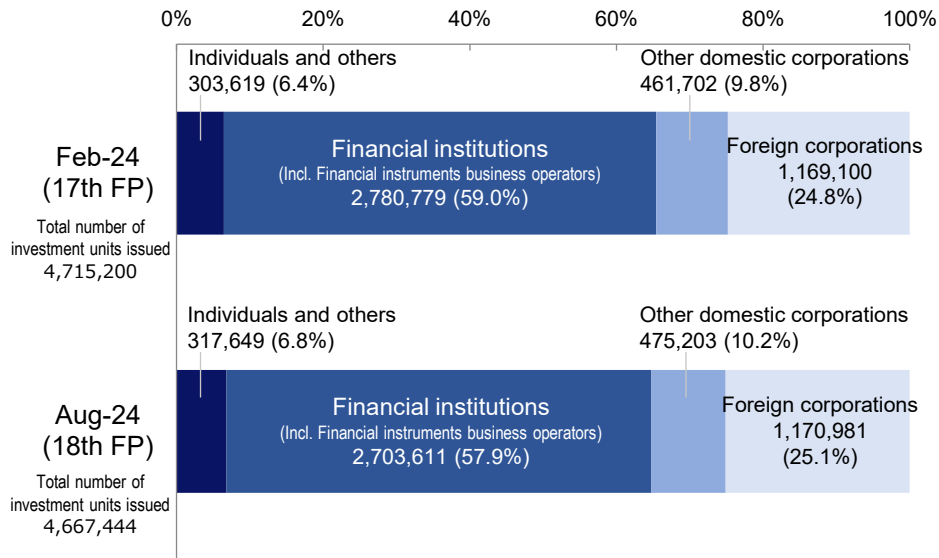 0% 20% 40% 60% 80% 100%
Individuals and others
303,619 (6.4%)
Other domestic corporations
461,702 (9.8%)
Feb-24
(17th FP)
Total number of
investment units issued
4,715,200
Financial institutions
(Incl. Financial instruments business operators)
2,780,779 (59.0%)
Foreign corporations
1,169,100
(24.8%)
Individuals and others
317,649 (6.8%)
Other domestic corporations
475,203 (10.2%)
Aug-24
(18th FP)
Total number of
investment units issued
4,667,444
Financial institutions
(Incl. Financial instruments business operators)
2,703,611 (57.9%)
Foreign corporations
1,170,981
(25.1%)